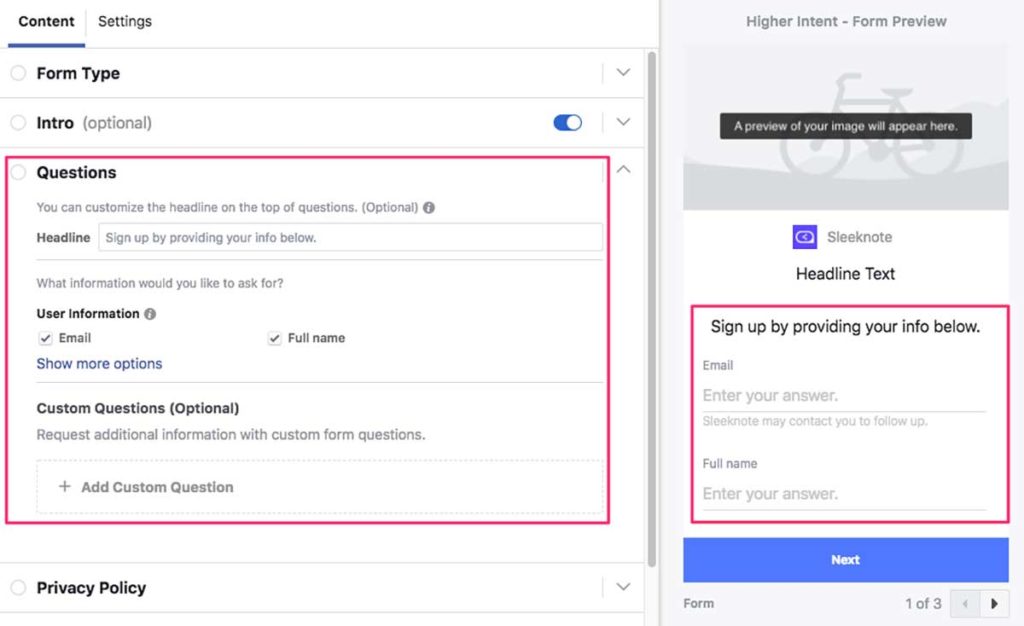 Content Settings
Form Type
Intro (optional)
Questions
You can customize the headline on the top of questions. (Optional)
Headline Sign up by providing your info below.
What information would you like to ask for?
User Information
Email Full name
Show more options
Custom Questions (Optional)
Request additional information with custom form questions.
+ Add Custom Question
Privacy Policy
Higher Intent - Form Preview
A preview of your image will appear here.
Sleeknote
Headline Text
Sign up by providing your info below.
Email
Enter your answer.
Sleeknote may contact you to follow up.
Full name
Enter your answer.
Next
Form 1 of 3